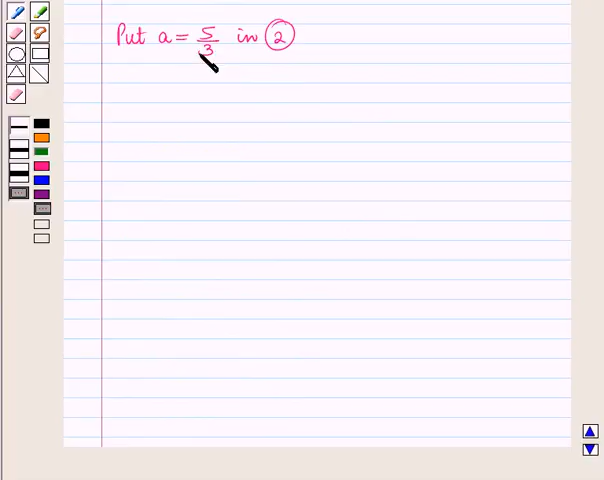 Put a = 5/3 in ②